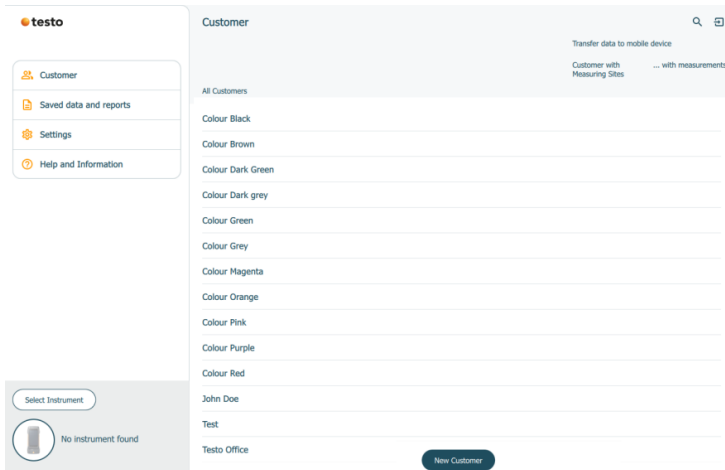 testo
Customer
Saved data and reports
Settings
Help and Information
Select Instrument
No instrument found
Customer
Transfer data to mobile device
Customer with
Measuring Sites
... with measurements
All Customers
Colour Black
Colour Brown
Colour Dark Green
Colour Dark grey
Colour Green
Colour Grey
Colour Magenta
Colour Orange
Colour Pink
Colour Purple
Colour Red
John Doe
Test
Testo Office
New Customer